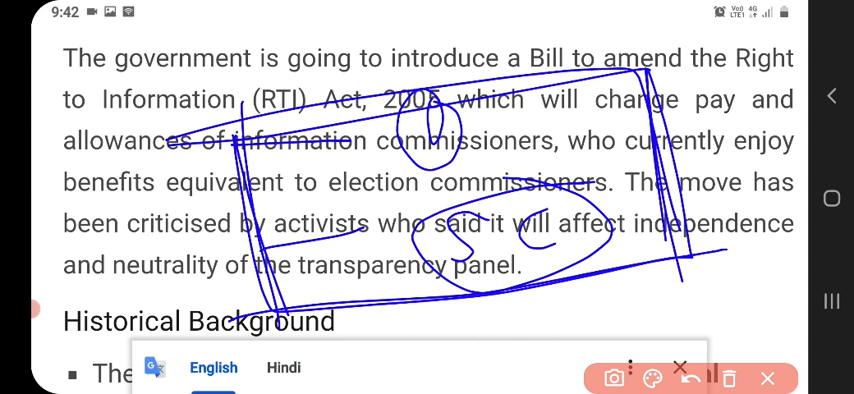 9:42 Vo) 4G LTE1
The government is going to introduce a Bill to amend the Right
to Information (RTI) Act, 2005 which will change pay and
allowances of information commissioners, who currently enjoy
benefits equivalent to election commissioners. The move has
been criticised by activists who said it will affect independence
and neutrality of the transparency panel.
S C
Historical Background
▪ The
English Hindi